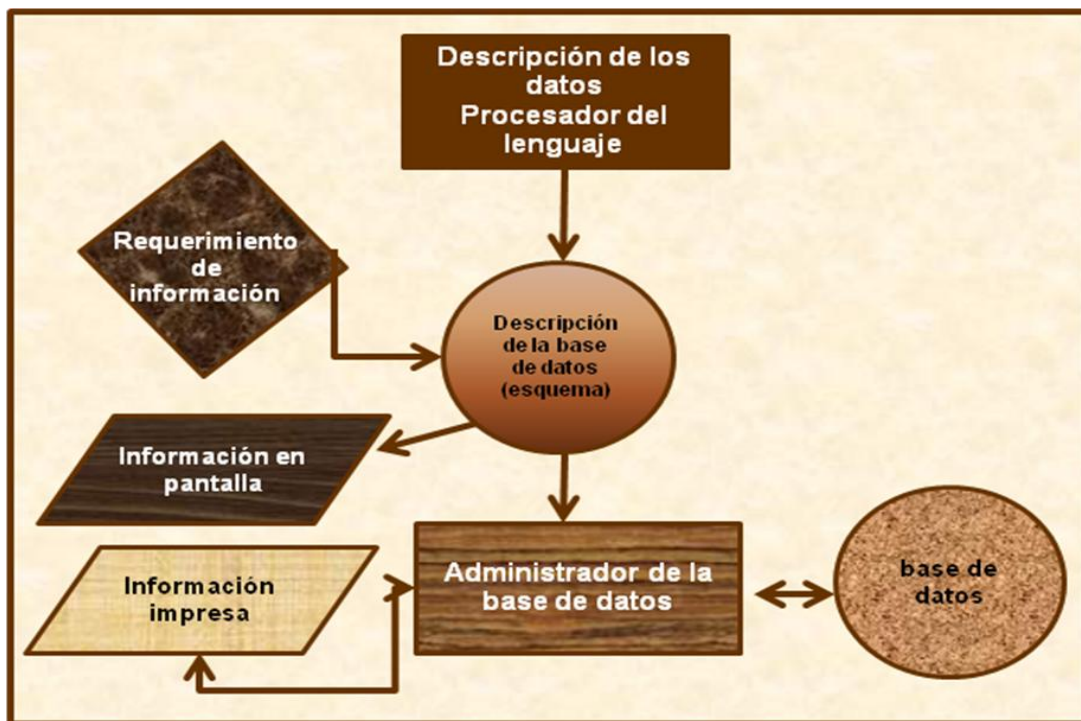 Descripción de los
datos
Procesador del
lenguaje
Requerimiento
de
información
Descripción
de la base
de datos
(esquema)
Información en
pantalla
Información
impresa
Administrador de la
base de datos
base de
datos